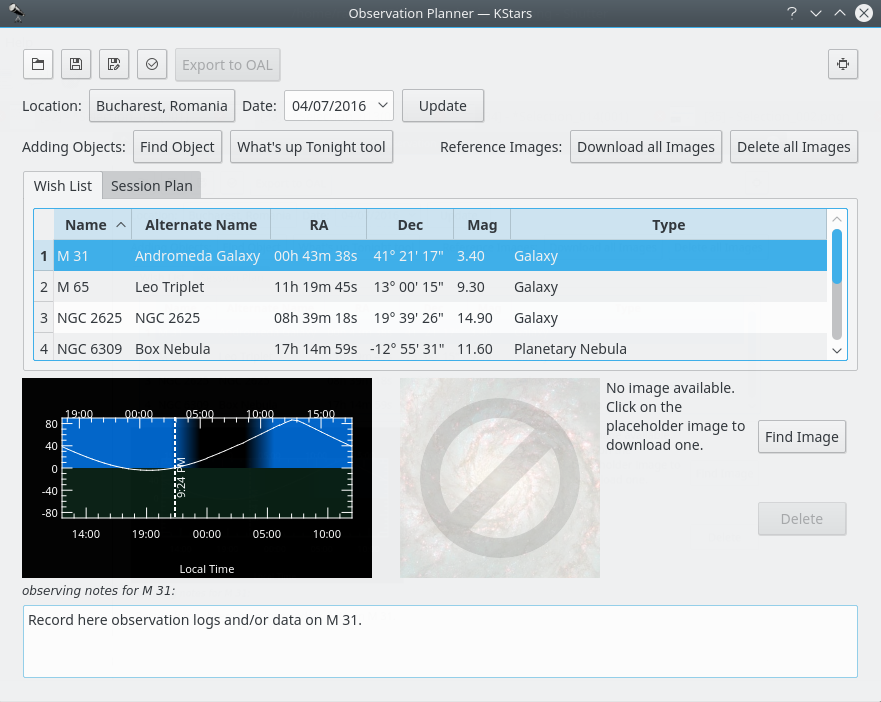 Observation Planner — KStars
Export to OAL
Location: Bucharest, Romania Date: 04/07/2016 Update
Adding Objects: Find Object What's up Tonight tool Reference Images: Download all Images Delete all Images
Wish List Session Plan
Name Alternate Name RA Dec Mag Type
1 M 31 Andromeda Galaxy 00h 43m 38s 41° 21' 17" 3.40 Galaxy
2 M 65 Leo Triplet 11h 19m 45s 13° 00' 15" 9.30 Galaxy
3 NGC 2625 NGC 2625 08h 39m 18s 19° 39' 26" 14.90 Galaxy
4 NGC 6309 Box Nebula 17h 14m 59s -12° 55' 31" 11.60 Planetary Nebula
19:00 00:00 05:00 10:00 15:00
80
40
0
-40
-80
9:24 PM
14:00 19:00 00:00 05:00 10:00
Local Time
No image available.
Click on the
placeholder image to
download one.
Find Image
Delete
observing notes for M 31:
Record here observation logs and/or data on M 31.